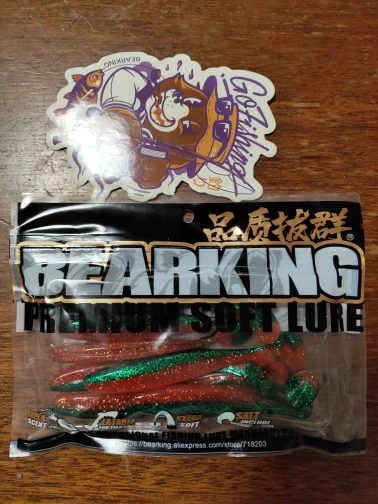 BEARKING
GoFishing
品质拔群®
BEARKING
PREMIUM SOFT LURE
SCENT
EXTRA SOFT
SALT INCLUDE
https://bearking.aliexpress.com/store/718203